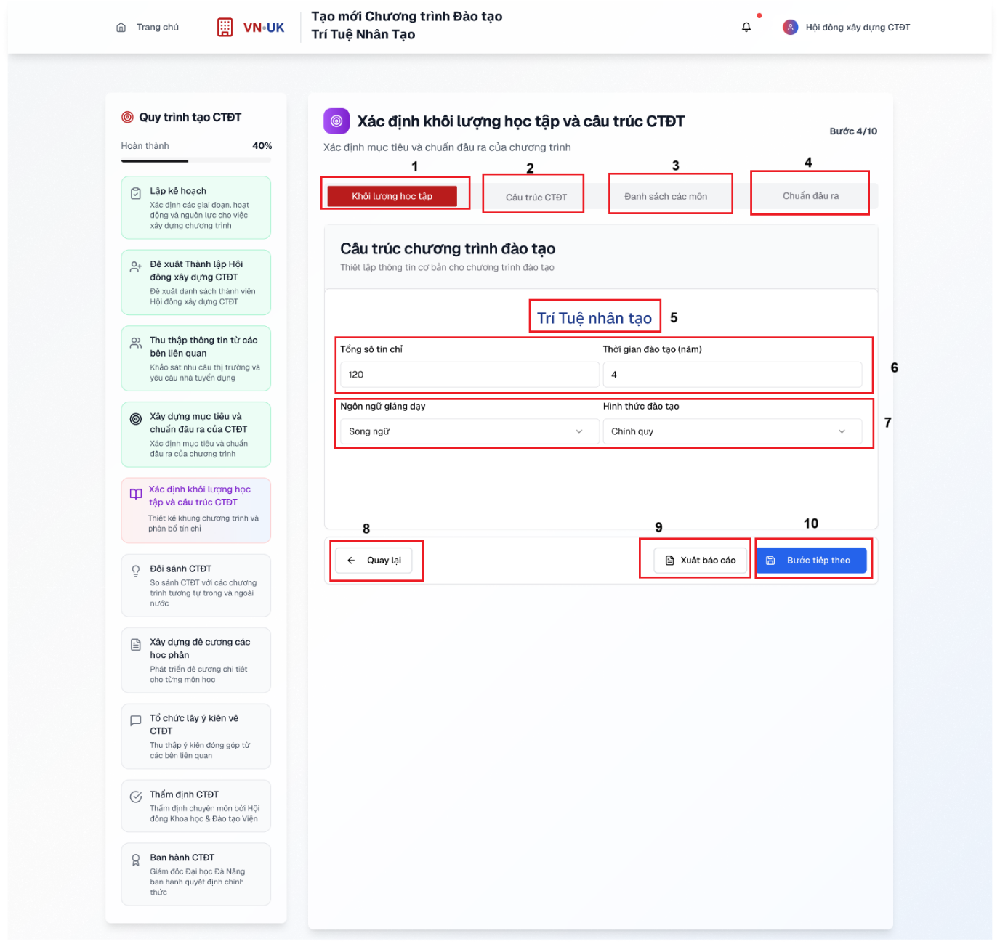 Trang chủ
VN•UK
Tạo mới Chương trình Đào tạo
Trí Tuệ Nhân Tạo
Hội đồng xây dựng CTĐT
Quy trình tạo CTĐT
Hoàn thành
40%
Lập kế hoạch
Xác định các giai đoạn, hoạt
động và nguồn lực cho việc
xây dựng chương trình
Đề xuất Thành lập Hội
đồng xây dựng CTĐT
Đề xuất danh sách thành viên
Hội đồng xây dựng CTĐT
Thu thập thông tin từ các
bên liên quan
Khảo sát nhu cầu thị trường và
yêu cầu nhà tuyển dụng
Xây dựng mục tiêu và
chuẩn đầu ra của CTĐT
Xác định mục tiêu và chuẩn
đầu ra của chương trình
Xác định khối lượng học
tập và cấu trúc CTĐT
Thiết kế khung chương trình và
phân bổ tín chỉ
Đối sánh CTĐT
So sánh CTĐT với các chương
trình tương tự trong và ngoài
nước
Xây dựng đề cương các
học phần
Phát triển đề cương chi tiết
cho từng môn học
Tổ chức lấy ý kiến về
CTĐT
Thu thập ý kiến đóng góp từ
các bên liên quan
Thẩm định CTĐT
Thẩm định chuyên môn bởi Hội
đồng Khoa học & Đào tạo Viện
Ban hành CTĐT
Giám đốc Đại học Đà Nẵng
ban hành quyết định chính
thức
Xác định khối lượng học tập và cấu trúc CTĐT
Bước 4/10
Xác định mục tiêu và chuẩn đầu ra của chương trình
1
2
3
4
Khối lượng học tập
Cấu trúc CTĐT
Danh sách các môn
Chuẩn đầu ra
Cấu trúc chương trình đào tạo
Thiết lập thông tin cơ bản cho chương trình đào tạo
Trí Tuệ nhân tạo
5
Tổng số tín chỉ
Thời gian đào tạo (năm)
120
4
6
Ngôn ngữ giảng dạy
Hình thức đào tạo
Song ngữ
Chính quy
7
8
9
10
Quay lại
Xuất báo cáo
Bước tiếp theo